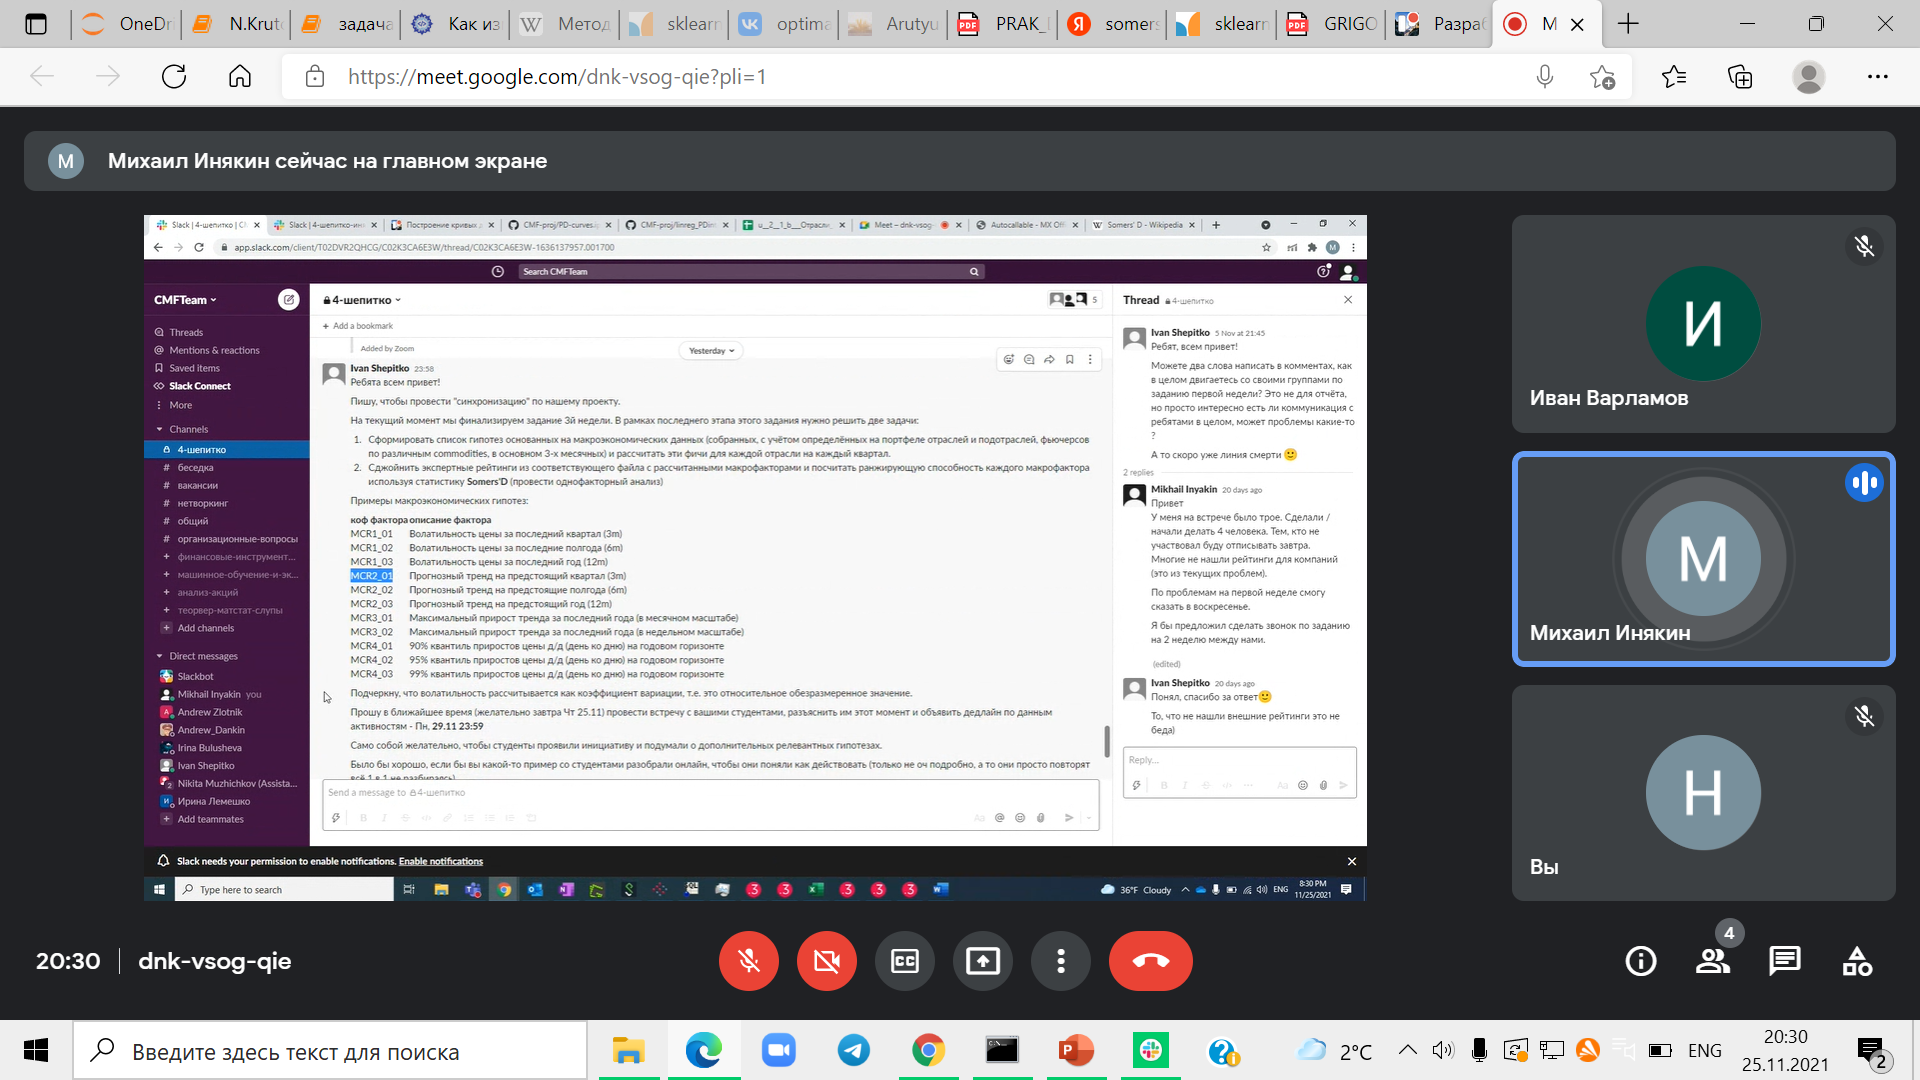 OneDri
N.Krut
задача
Как из
Метод
sklearn
optima
Arutyu
PRAK_
somers
sklearn
GRIGO
Разраб
M
https://meet.google.com/dnk-vsog-qie?pli=1
М
Михаил Инякин сейчас на главном экране
Slack | 4-шепитко | C
Slack | 4-шепитко-ин
Построение кривых
CMF-proj/PD-curves.i
CMF-proj/linreg_PDin
u__2__1_b___Отрасли_
Meet – dnk-vsog-
Autocallable - MX Off
Somers' D - Wikipedia
app.slack.com/client/T02DVR2QHCG/C02K3CA6E3W/thread/C02K3CA6E3W-1636137957.001700
Search CMFTeam
CMFTeam
Threads
Mentions & reactions
Saved items
Slack Connect
More
Channels
4-шепитко
# беседка
# вакансии
# нетворкинг
# общий
# организационные-вопросы
+ финансовые-инструмент...
+ машинное-обучение-и-эк...
+ анализ-акций
+ теорвер-матстат-слупы
+ Add channels
Direct messages
Slackbot
Mikhail Inyakin you
Andrew Zlotnik
Andrew_Dankin
Irina Bulusheva
Ivan Shepitko
Nikita Muzhichkov (Assista...
Ирина Лемешко
+ Add teammates
4-шепитко
5
+ Add a bookmark
Added by Zoom
Yesterday
Ivan Shepitko 23:58
Ребята всем привет!
Пишу, чтобы провести "синхронизацию" по нашему проекту.
На текущий момент мы финализируем задание 3й недели. В рамках последнего этапа этого задания нужно решить две задачи:
1. Сформировать список гипотез основанных на макроэкономических данных (собранных, с учётом определённых на портфеле отраслей и подотраслей, фьючерсов
по различным commodities, в основном 3-х месячных) и рассчитать эти фичи для каждой отрасли на каждый квартал.
2. Сджойнить экспертные рейтинги из соответствующего файла с рассчитанными макрофакторами и посчитать ранжирующую способность каждого макрофактора
используя статистику Somers'D (провести однофакторный анализ)
Примеры макроэкономических гипотез:
коф фактора описание фактора
MCR1_01 Волатильность цены за последний квартал (3m)
MCR1_02 Волатильность цены за последние полгода (6m)
MCR1_03 Волатильность цены за последний год (12m)
MCR2_01 Прогнозный тренд на предстоящий квартал (3m)
MCR2_02 Прогнозный тренд на предстоящие полгода (6m)
MCR2_03 Прогнозный тренд на предстоящий год (12m)
MCR3_01 Максимальный прирост тренда за последний года (в месячном масштабе)
MCR3_02 Максимальный прирост тренда за последний года (в недельном масштабе)
MCR4_01 90% квантиль приростов цены д/д (день ко дню) на годовом горизонте
MCR4_02 95% квантиль приростов цены д/д (день ко дню) на годовом горизонте
MCR4_03 99% квантиль приростов цены д/д (день ко дню) на годовом горизонте
Подчеркну, что волатильность рассчитывается как коэффициент вариации, т.е. это относительное обезразмеренное значение.
Прошу в ближайшее время (желательно завтра Чт 25.11) провести встречу с вашими студентами, разъяснить им этот момент и объявить дедлайн по данным
активностям - Пн, 29.11 23:59
Само собой желательно, чтобы студенты проявили инициативу и подумали о дополнительных релевантных гипотезах.
Было бы хорошо, если бы вы какой-то пример со студентами разобрали онлайн, чтобы они поняли как действовать (только не оч подробно, а то они просто повторят
всё 1 в 1 не разбираясь)
Send a message to 4-шепитко
Thread 4-шепитко
Ivan Shepitko 5 Nov at 21:45
Ребят, всем привет!
Можете два слова написать в комментах, как
в целом двигаетесь со своими группами по
заданию первой недели? Это не для отчёта,
но просто интересно есть ли коммуникация с
ребятами в целом, может проблемы какие-то
?
А то скоро уже линия смерти 🙂
2 replies
Mikhail Inyakin 20 days ago
Привет
У меня на встрече было трое. Сделали /
начали делать 4 человека. Тем, кто не
участвовал буду отписывать завтра.
Многие не нашли рейтинги для компаний
(это из текущих проблем).
По проблемам на первой неделе смогу
сказать в воскресенье.
Я бы предложил сделать звонок по заданию
на 2 неделю между нами.
(edited)
Ivan Shepitko 20 days ago
Понял, спасибо за ответ🙂
То, что не нашли внешние рейтинги это не
беда)
Reply...
Slack needs your permission to enable notifications. Enable notifications
Type here to search
36°F Cloudy
ENG
8:30 PM
11/25/2021
И
Иван Варламов
М
Михаил Инякин
Н
Вы
20:30
dnk-vsog-qie
CC
4
Введите здесь текст для поиска
2°C
ENG
20:30
25.11.2021
2